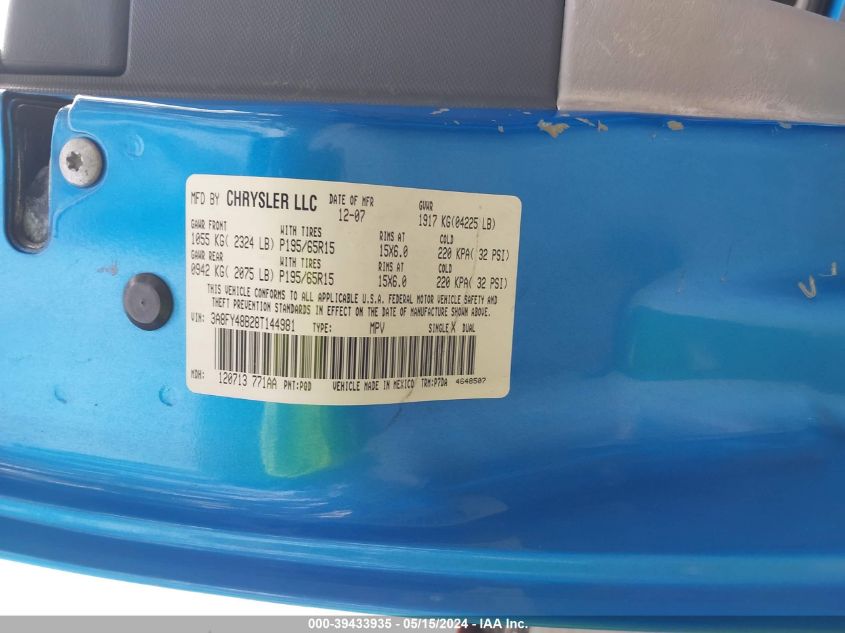 MFD BY CHRYSLER LLC DATE OF MFR GVWR
12-07 1917 KG(04225 LB)
GAWR FRONT WITH TIRES RIMS AT COLD
1055 KG( 2324 LB) P195/65R15 15X6.0 220 KPA( 32 PSI)
GAWR REAR WITH TIRES RIMS AT COLD
0942 KG( 2075 LB) P195/65R15 15X6.0 220 KPA( 32 PSI)
THIS VEHICLE CONFORMS TO ALL APPLICABLE U.S.A. FEDERAL MOTOR VEHICLE SAFETY AND
THEFT PREVENTION STANDARDS IN EFFECT ON THE DATE OF MANUFACTURE SHOWN ABOVE.
VIN: 3A8FY48B28T144981 TYPE: MPV SINGLE X DUAL
MDH: 120713 771AA PNT:PQD VEHICLE MADE IN MEXICO TRM:P7DA 4648507
000-39433935 - 05/15/2024 - IAA Inc.